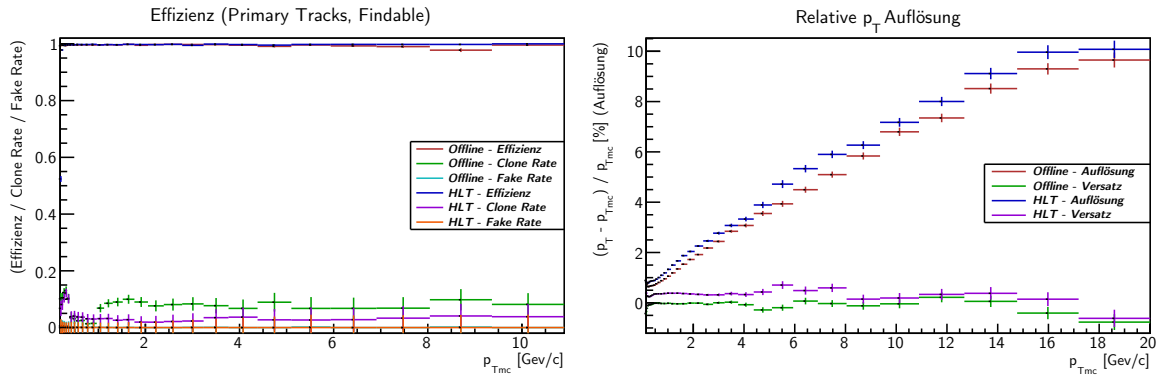 Effizienz (Primary Tracks, Findable)
(Effizienz / Clone Rate / Fake Rate)
1
0.8
0.6
0.4
0.2
0
Offline - Effizienz
Offline - Clone Rate
Offline - Fake Rate
HLT - Effizienz
HLT - Clone Rate
HLT - Fake Rate
2 4 6 8 10
p_Tmc [Gev/c]
Relative p_T Auflösung
(p_T - p_Tmc) / p_Tmc [%] (Auflösung)
10
8
6
4
2
0
Offline - Auflösung
Offline - Versatz
HLT - Auflösung
HLT - Versatz
2 4 6 8 10 12 14 16 18 20
p_Tmc [Gev/c]